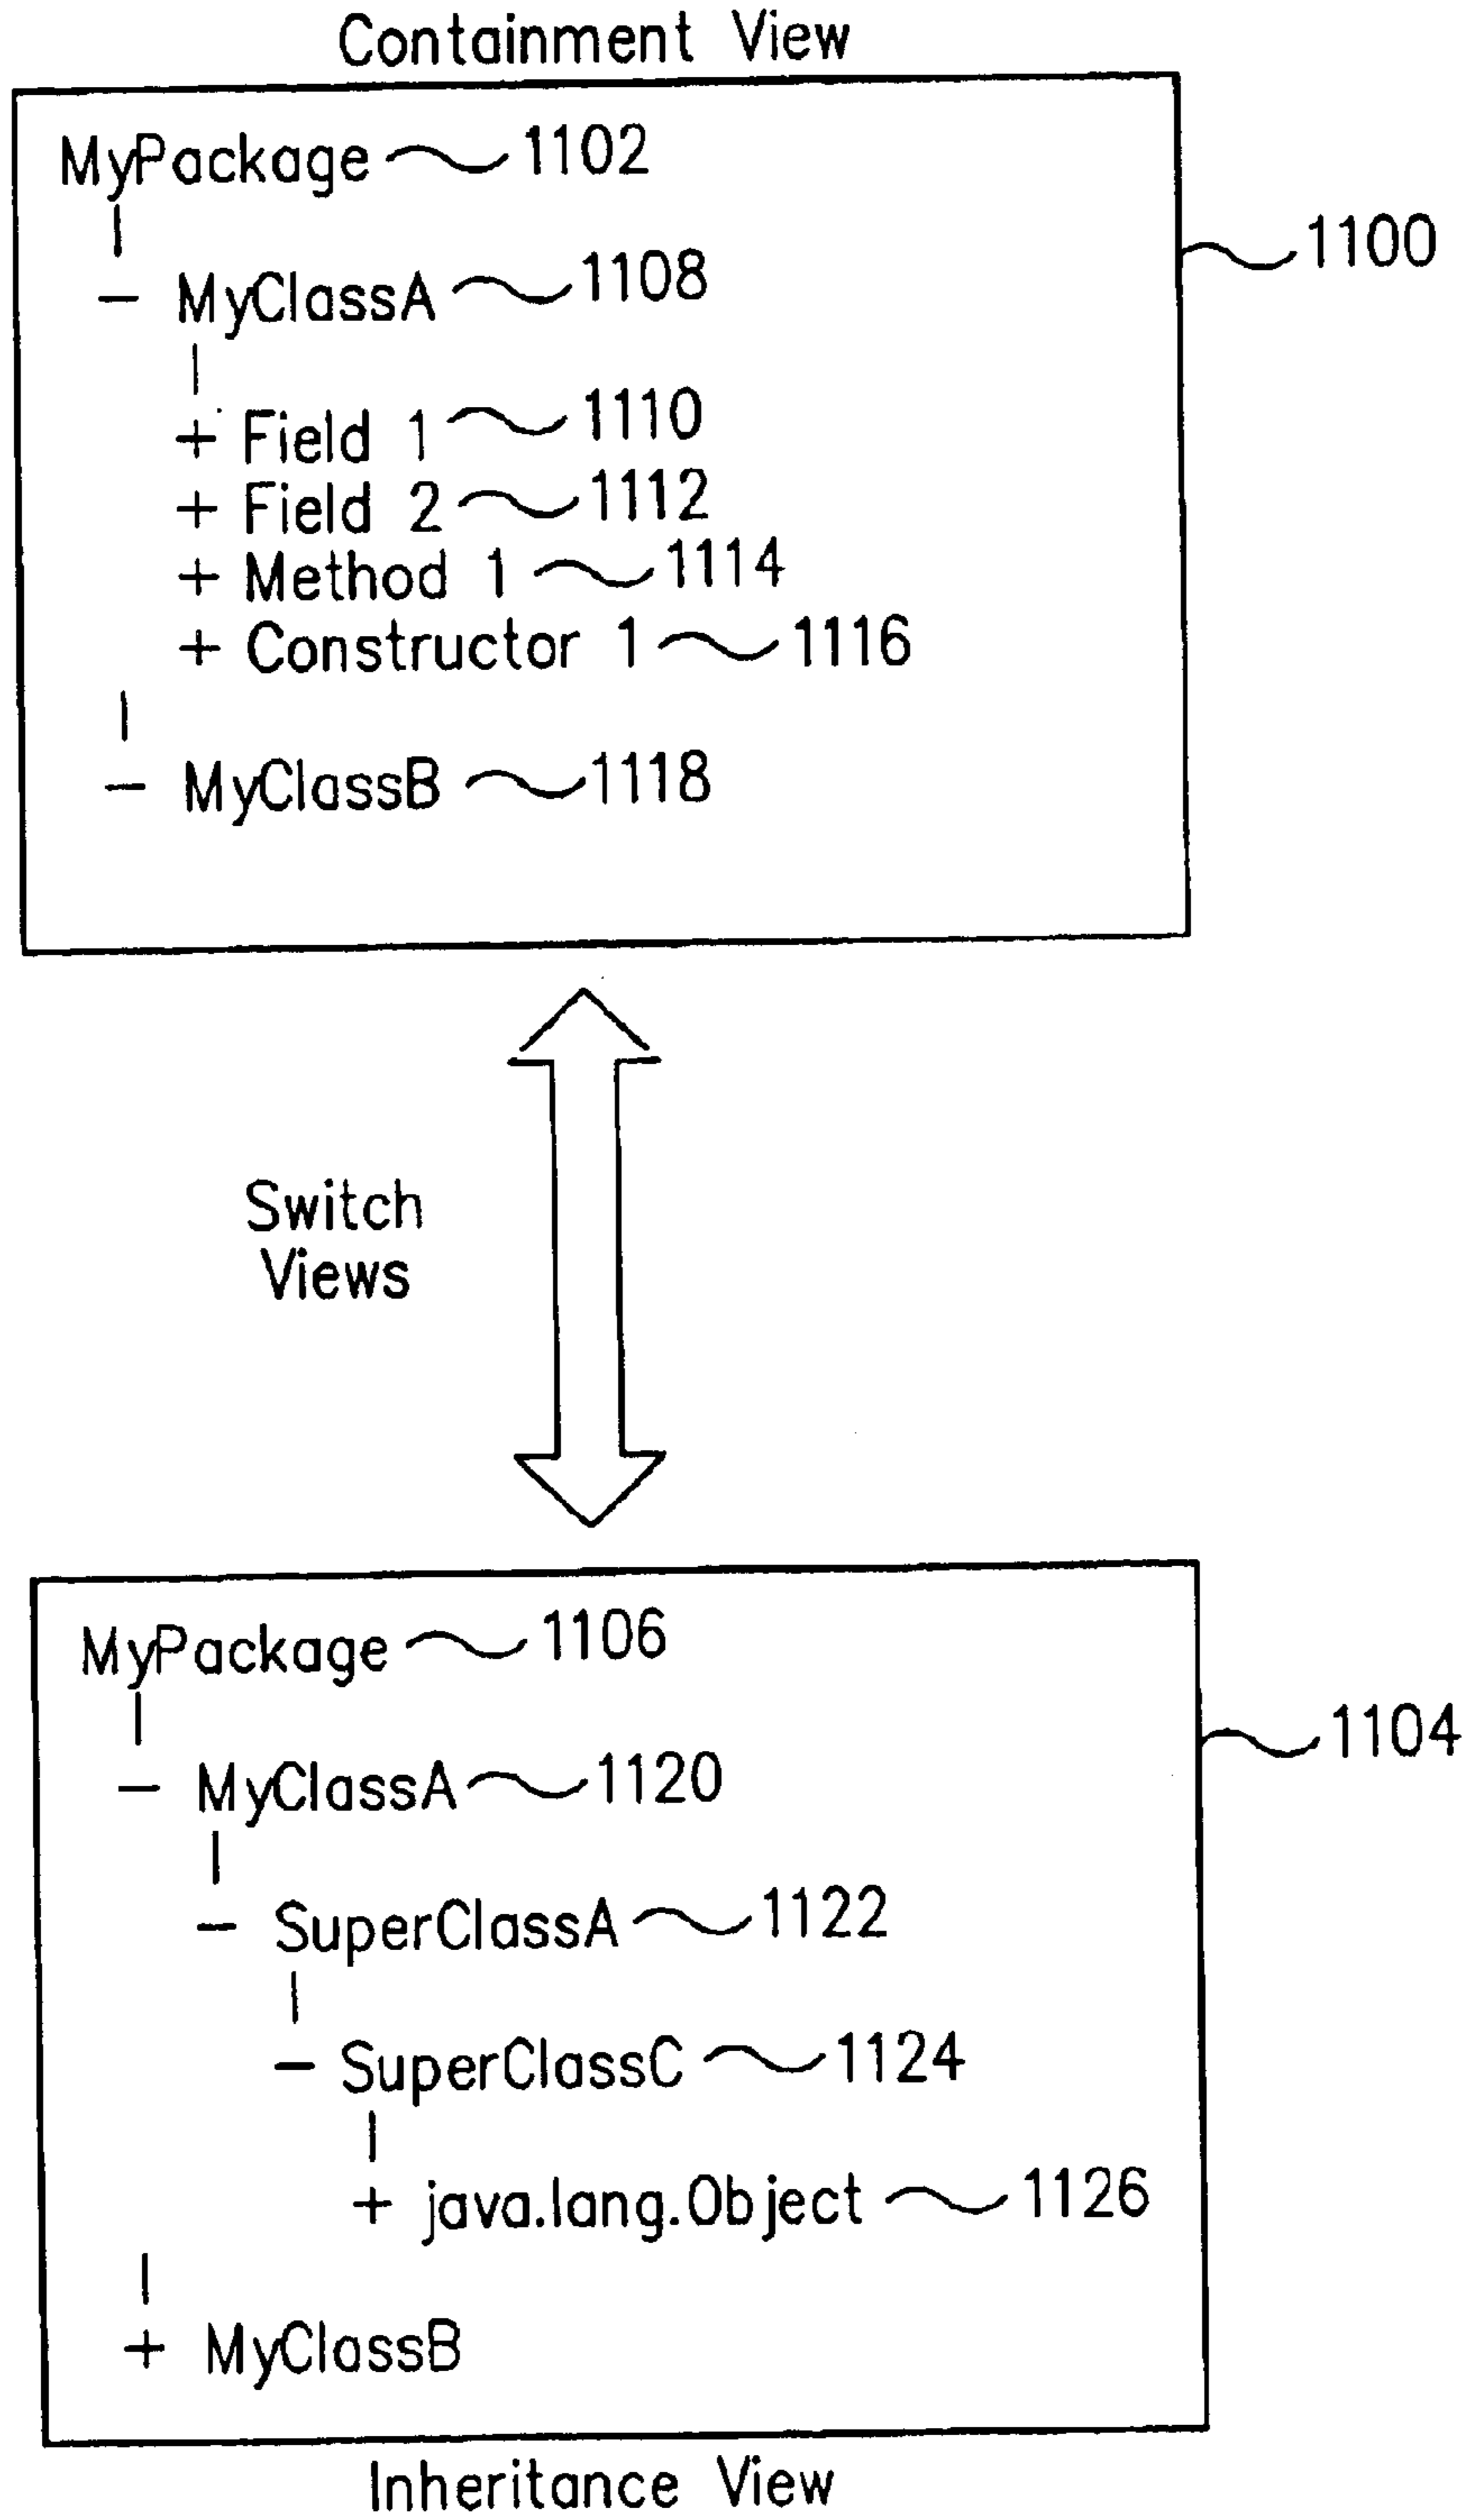 Containment View
MyPackage 1102
1100
- MyClassA 1108
+ Field 1 1110
+ Field 2 1112
+ Method 1 1114
+ Constructor 1 1116
- MyClassB 1118
Switch
Views
MyPackage 1106
1104
- MyClassA 1120
- SuperClassA 1122
- SuperClassC 1124
+ java.lang.Object 1126
+ MyClassB
Inheritance View